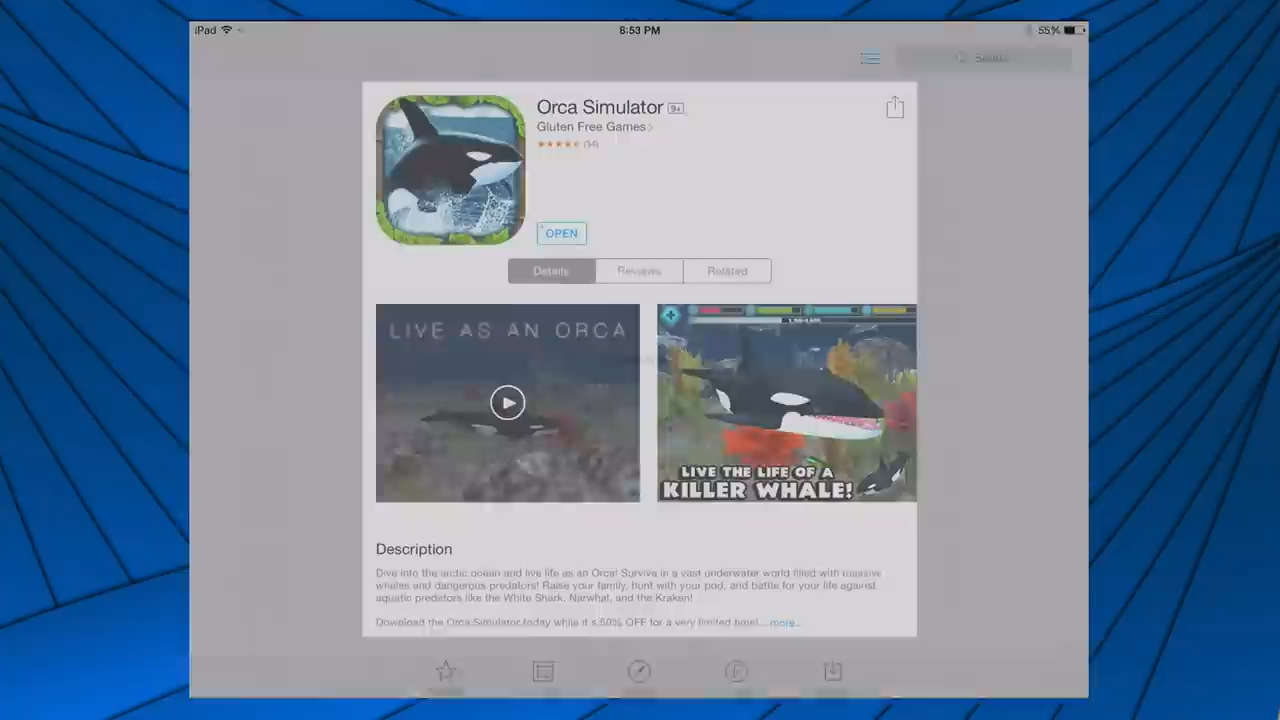 iPad
8:53 PM
55%
Search
Orca Simulator 9+
Gluten Free Games
(34)
OPEN
Details
Reviews
Related
LIVE AS AN ORCA
LIVE THE LIFE OF A
KILLER WHALE!
Description
Dive into the arctic ocean and live life as an Orca! Survive in a vast underwater world filled with massive
whales and dangerous predators! Raise your family, hunt with your pod, and battle for your life against
aquatic predators like the White Shark, Narwhal, and the Kraken!
Download the Orca Simulator today while it's 50% OFF for a very limited time!... more...